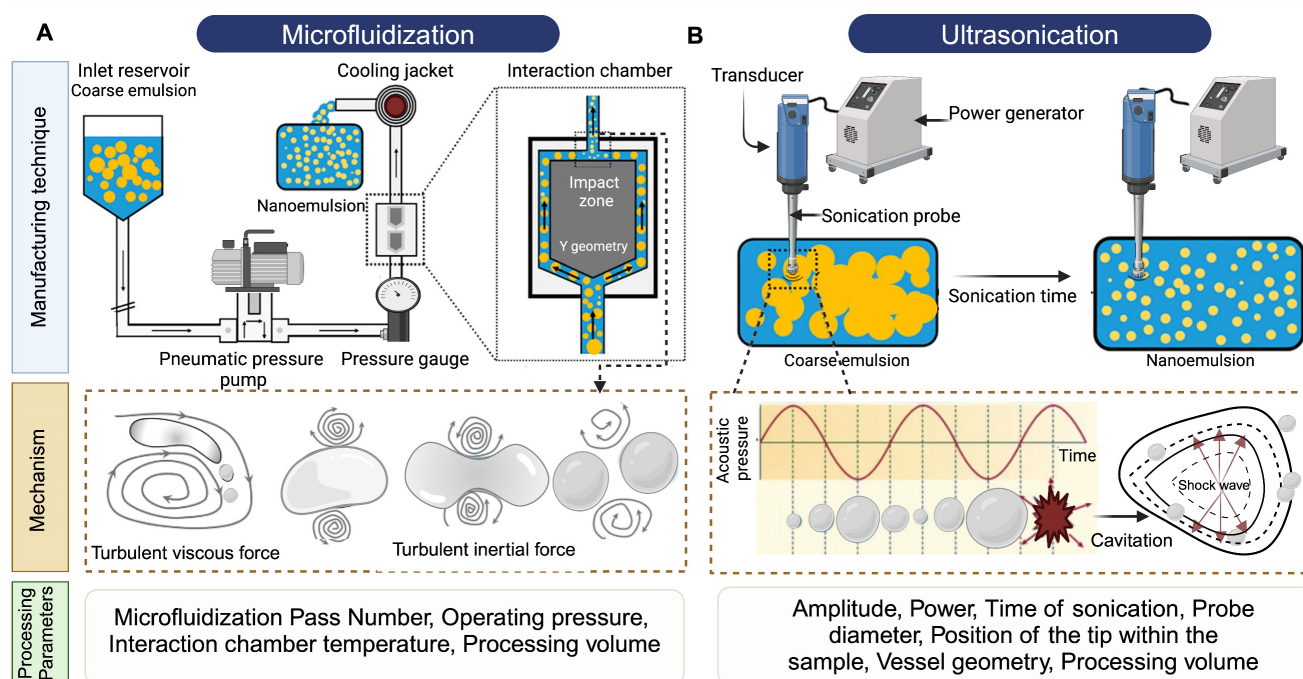 A
Microfluidization
Manufacturing technique
Inlet reservoir
Coarse emulsion
Cooling jacket
Interaction chamber
Nanoemulsion
Impact
zone
Y geometry
Pneumatic pressure
pump
Pressure gauge
Mechanism
Turbulent viscous force
Turbulent inertial force
Processing
Parameters
Microfluidization Pass Number, Operating pressure,
Interaction chamber temperature, Processing volume
B
Ultrasonication
Transducer
Power generator
Sonication probe
Sonication time
Coarse emulsion
Nanoemulsion
Acoustic
pressure
Time
Shock wave
Cavitation
Amplitude, Power, Time of sonication, Probe
diameter, Position of the tip within the
sample, Vessel geometry, Processing volume